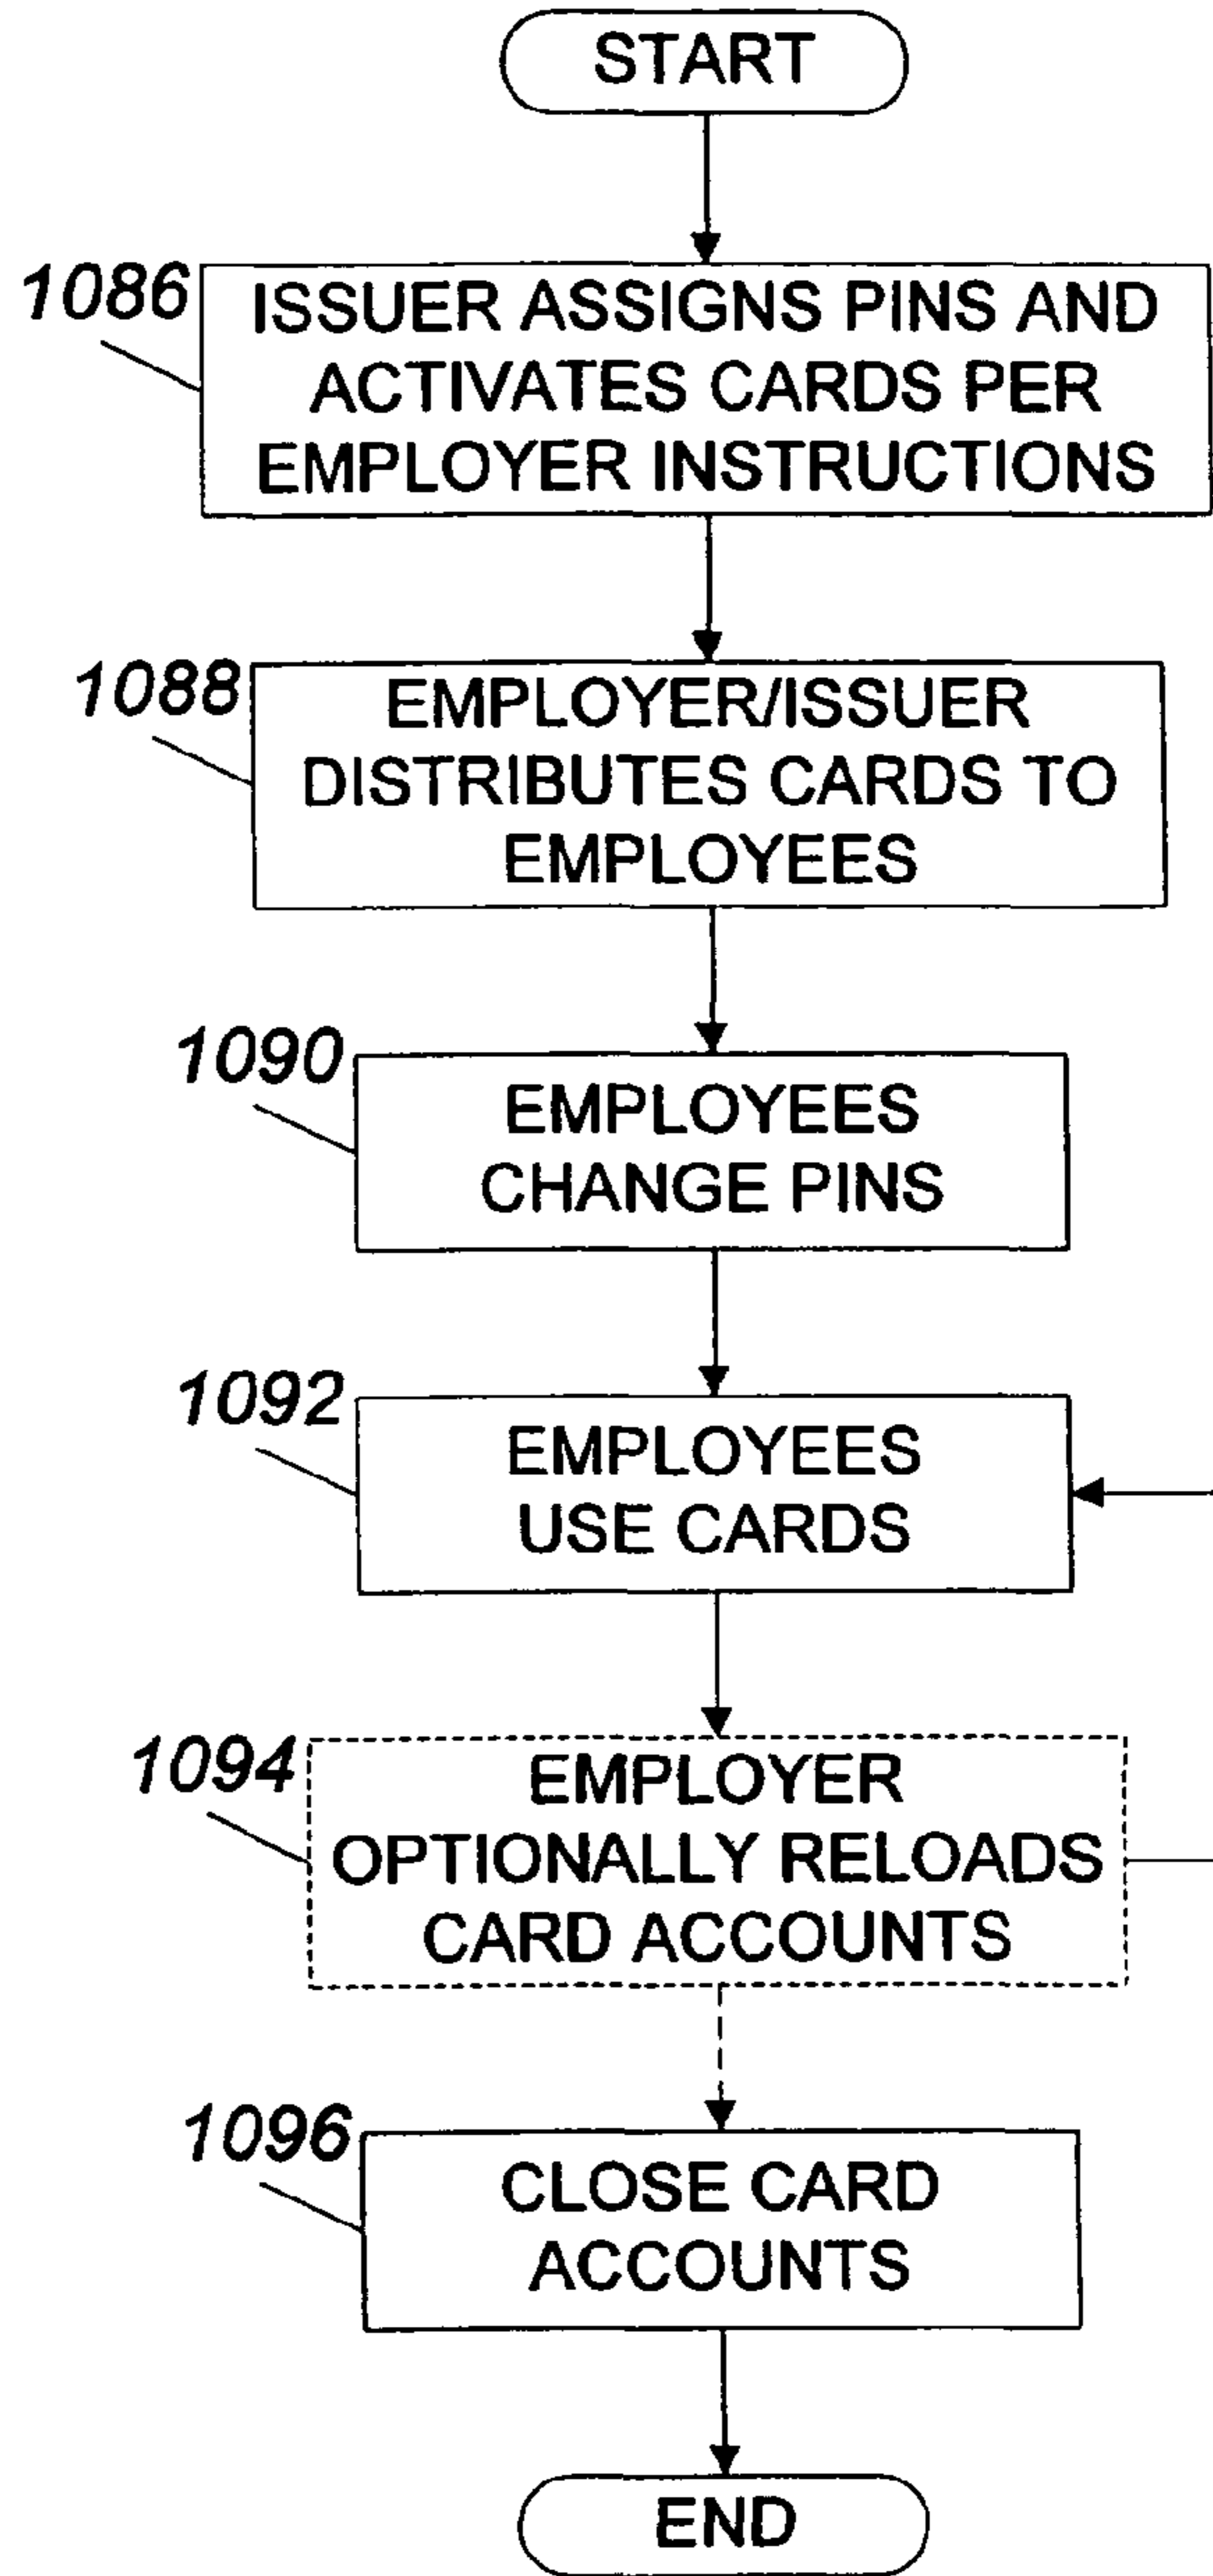 START
1086
ISSUER ASSIGNS PINS AND
ACTIVATES CARDS PER
EMPLOYER INSTRUCTIONS
1088
EMPLOYER/ISSUER
DISTRIBUTES CARDS TO
EMPLOYEES
1090
EMPLOYEES
CHANGE PINS
1092
EMPLOYEES
USE CARDS
1094
EMPLOYER
OPTIONALLY RELOADS
CARD ACCOUNTS
1096
CLOSE CARD
ACCOUNTS
END